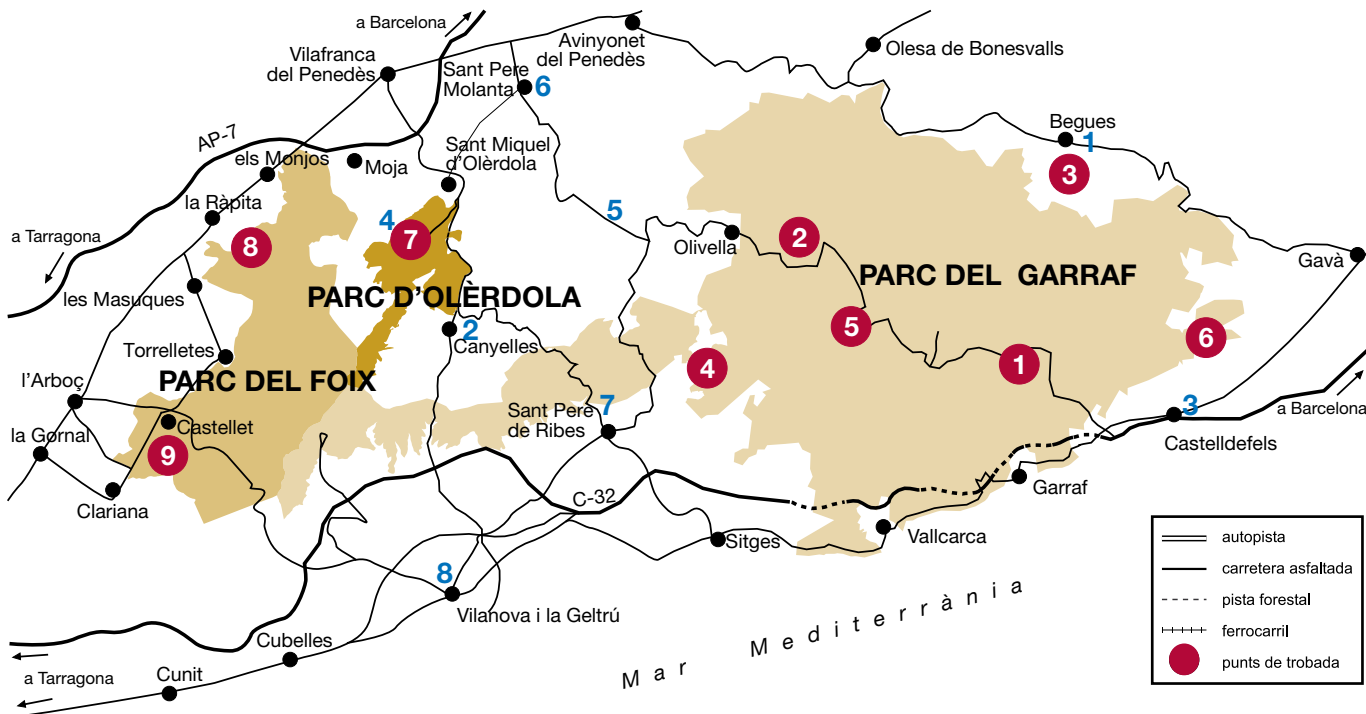 a Barcelona
Avinyonet
del Penedès
Olesa de Bonesvalls
Vilafranca
del Penedès
Sant Pere
Molanta
6
AP-7
Begues
1
els Monjos
Moja
Sant Miquel
d'Olèrdola
3
la Ràpita
4
5
a Tarragona
8
7
Olivella
2
Gavà
PARC DEL GARRAF
les Masuques
PARC D'OLÈRDOLA
2
Canyelles
5
6
Torrelletes
PARC DEL FOIX
4
1
l'Arboç
Castellet
Sant Pere
de Ribes
7
3
a Barcelona
Castelldefels
la Gornal
9
Clariana
C-32
Garraf
Sitges
Vallcarca
8
Vilanova i la Geltrú
Cubelles
a Tarragona
Cunit
Mar Mediterrània
autopista
carretera asfaltada
pista forestal
ferrocarril
punts de trobada